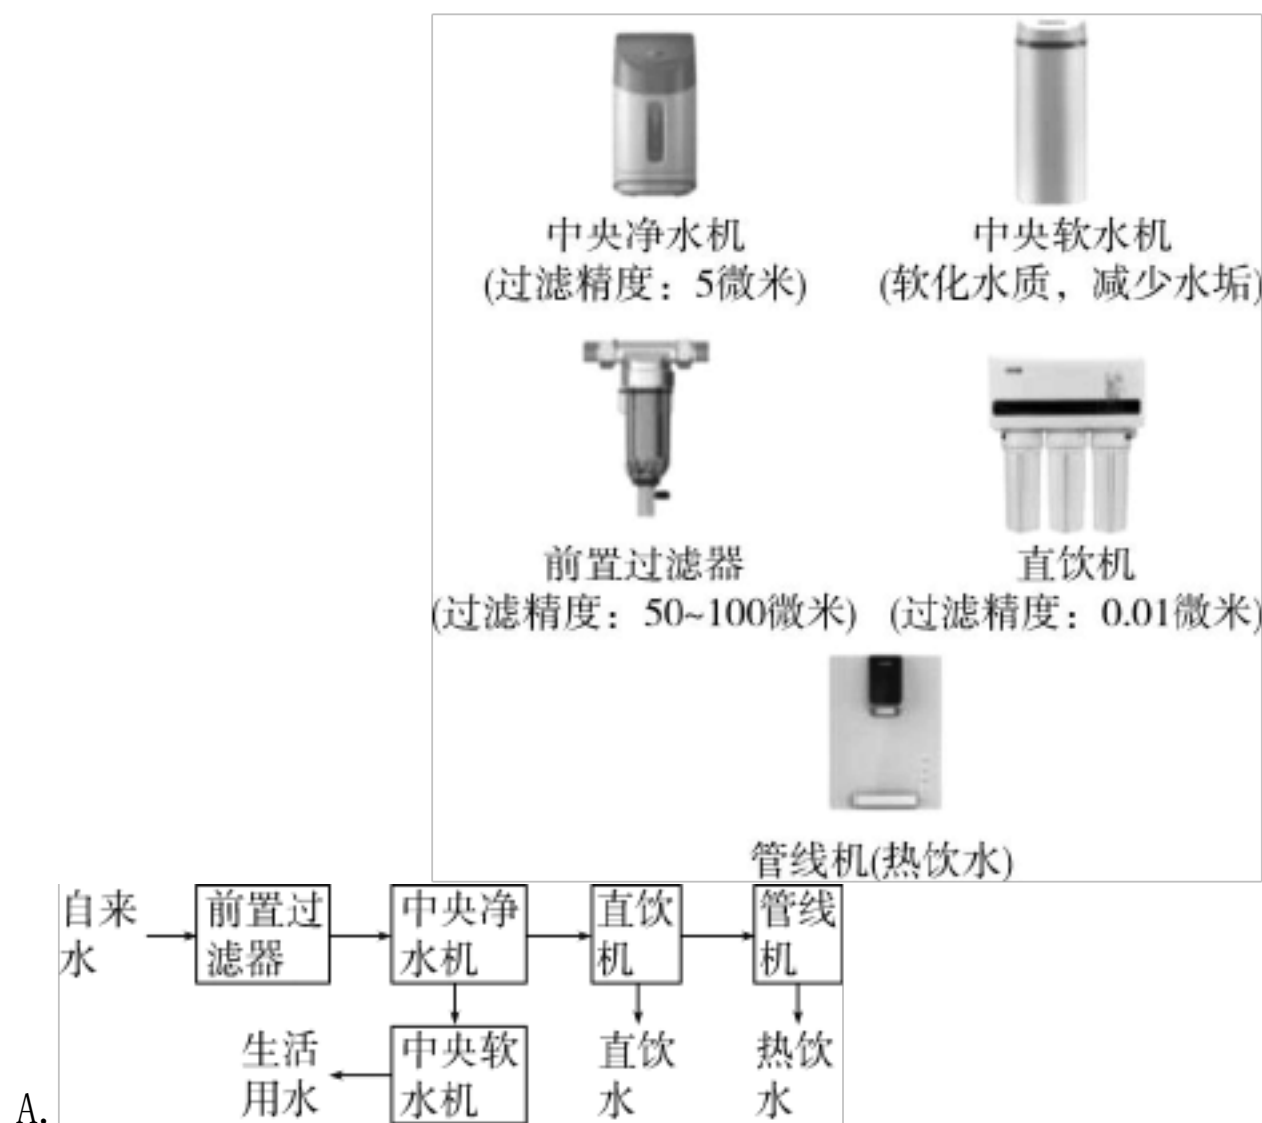 中央净水机 中央软水机
(过滤精度：5微米) (软化水质，减少水垢)
前置过滤器 直饮机
(过滤精度：50~100微米) (过滤精度：0.01微米)
管线机(热饮水)
自来水
前置过滤器
中央净水机
直饮机
管线机
生活用水
中央软水机
直饮水
热饮水
A.